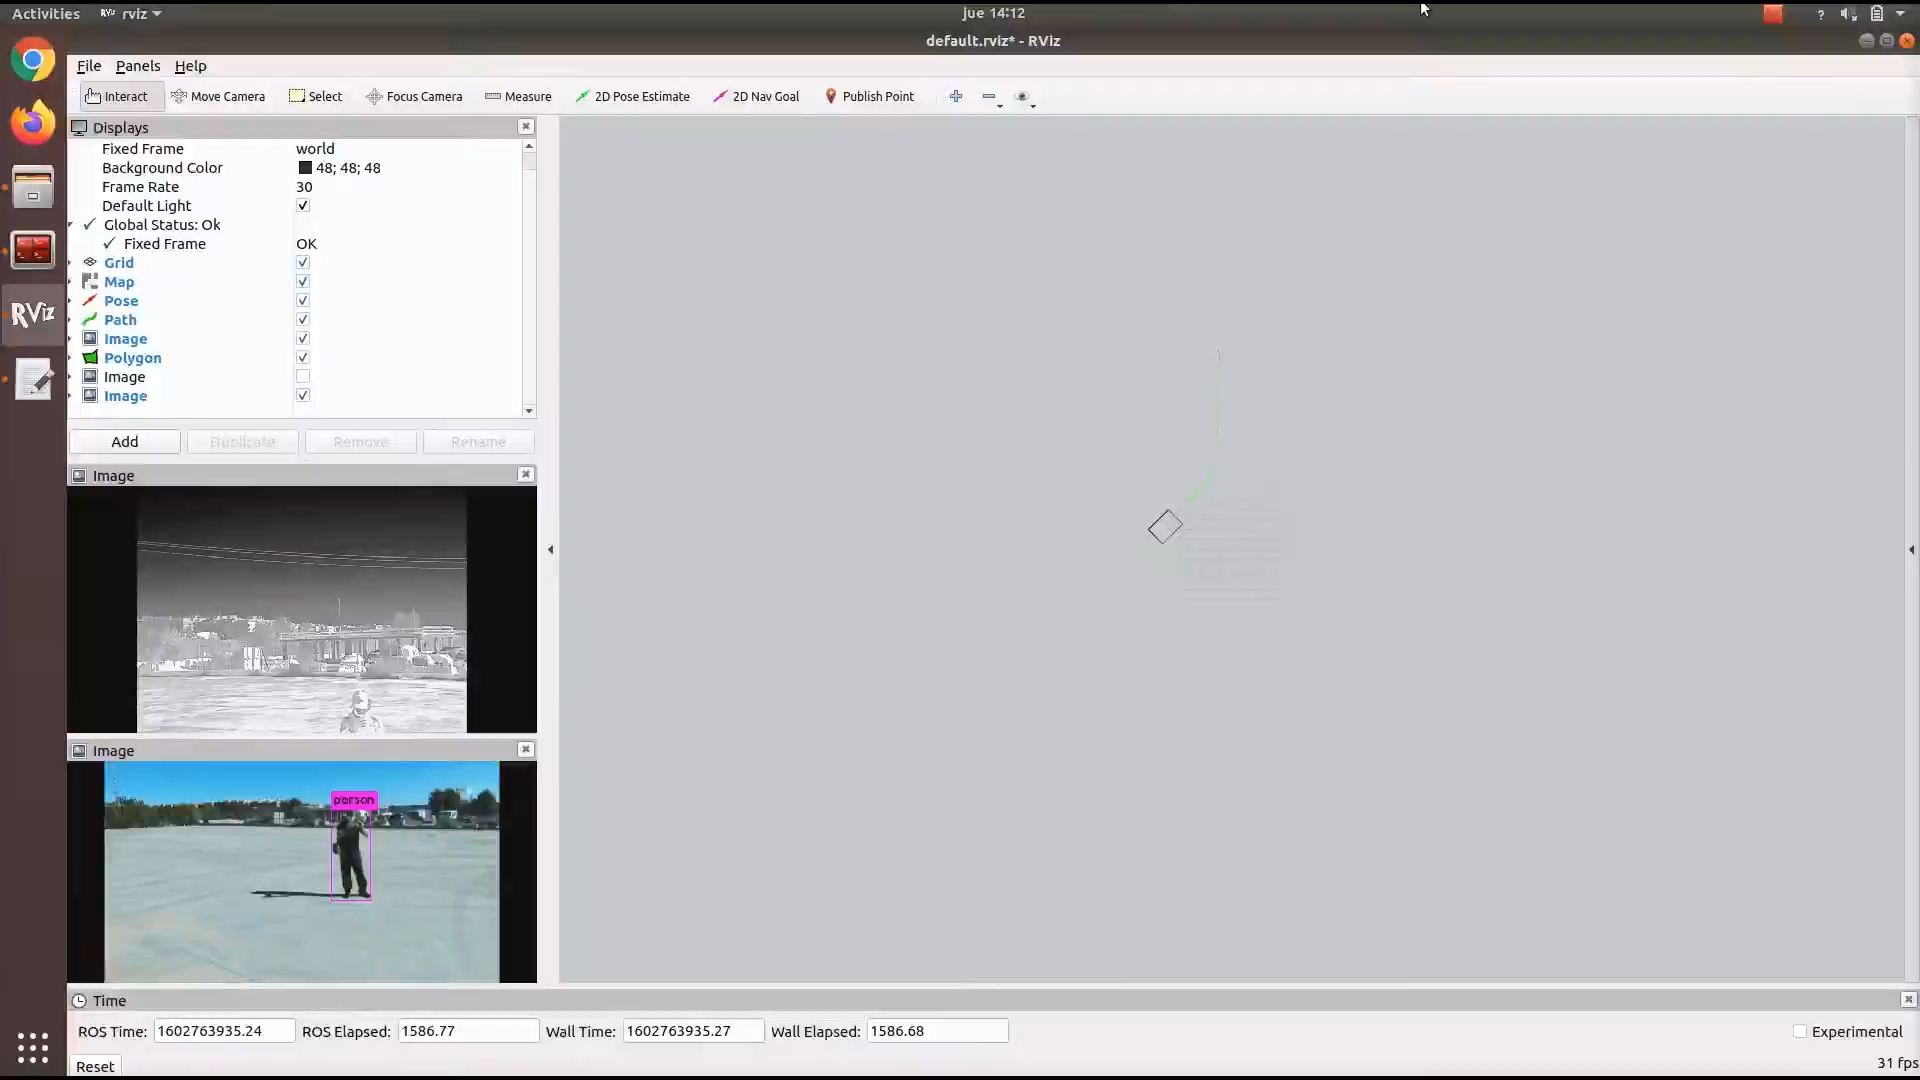 Activities RViz rviz jue 14:12
default.rviz* - RViz
File Panels Help
Interact Move Camera Select Focus Camera Measure 2D Pose Estimate 2D Nav Goal Publish Point
Displays
Fixed Frame world
Background Color 48; 48; 48
Frame Rate 30
Default Light
Global Status: Ok
Fixed Frame OK
Grid
Map
Pose
RViz
Path
Image
Polygon
Image
Image
Add Duplicate Remove Rename
Image
Image
person
Time
ROS Time: 1602763935.24 ROS Elapsed: 1586.77 Wall Time: 1602763935.27 Wall Elapsed: 1586.68 Experimental
Reset 31 fps